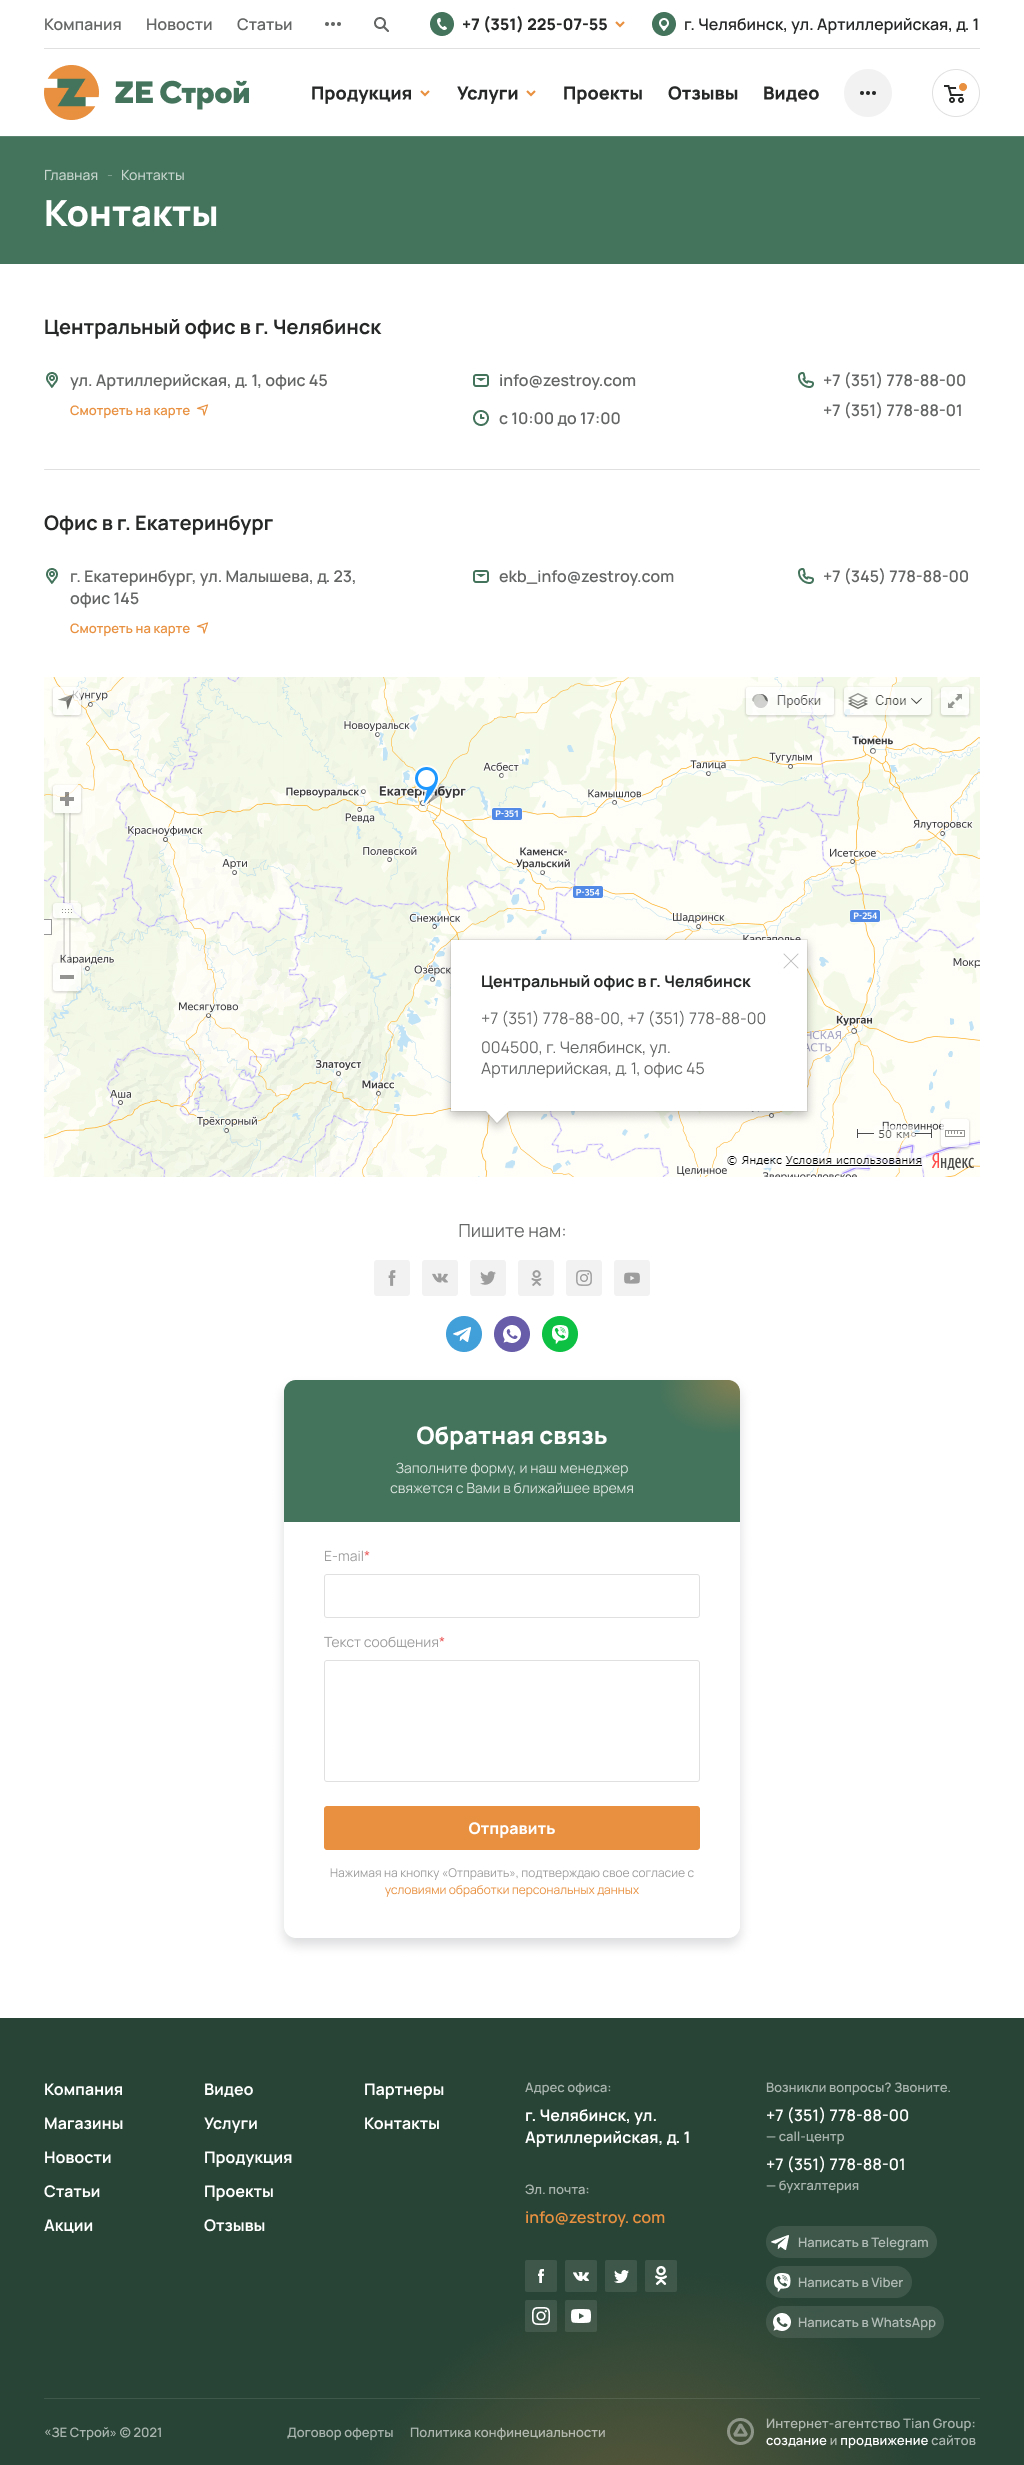 Компания Новости Статьи ••• +7 (351) 225-07-55 г. Челябинск, ул. Артиллерийская, д. 1
ZE Строй Продукция Услуги Проекты Отзывы Видео •••
Главная - Контакты
Контакты
Центральный офис в г. Челябинск
ул. Артиллерийская, д. 1, офис 45
Смотреть на карте
info@zestroy.com
с 10:00 до 17:00
+7 (351) 778-88-00
+7 (351) 778-88-01
Офис в г. Екатеринбург
г. Екатеринбург, ул. Малышева, д. 23,
офис 145
Смотреть на карте
ekb_info@zestroy.com
+7 (345) 778-88-00
Кунгур
Пробки
Слои
Новоуральск
Тюмень
Асбест
Талица
Тугулым
Первоуральск
Екатеринбург
Камышлов
Ревда
Р-351
Красноуфимск
Ялуторовск
Полевской
Каменск-
Уральский
Исетское
Арти
Р-354
Снежинск
Шадринск
Р-254
Каргаполье
Караидель
Озёрск
Мокр
Месягутово
Курган
НСКАЯ
АСТЬ
Златоуст
Миасс
Аша
Трёхгорный
Половинное
50 км
Целинное
Звериноголовское
© Яндекс Условия использования Яндекс
Центральный офис в г. Челябинск
+7 (351) 778-88-00, +7 (351) 778-88-00
004500, г. Челябинск, ул.
Артиллерийская, д. 1, офис 45
Пишите нам:
Обратная связь
Заполните форму, и наш менеджер
свяжется с Вами в ближайшее время
E-mail*
Текст сообщения*
Отправить
Нажимая на кнопку «Отправить», подтверждаю свое согласие с
условиями обработки персональных данных
Компания
Магазины
Новости
Статьи
Акции
Видео
Услуги
Продукция
Проекты
Отзывы
Партнеры
Контакты
Адрес офиса:
г. Челябинск, ул.
Артиллерийская, д. 1
Эл. почта:
info@zestroy. com
Возникли вопросы? Звоните.
+7 (351) 778-88-00
— call-центр
+7 (351) 778-88-01
— бухгалтерия
Написать в Telegram
Написать в Viber
Написать в WhatsApp
«ЗЕ Строй» © 2021
Договор оферты
Политика конфинециальности
Интернет-агентство Tian Group:
создание и продвижение сайтов